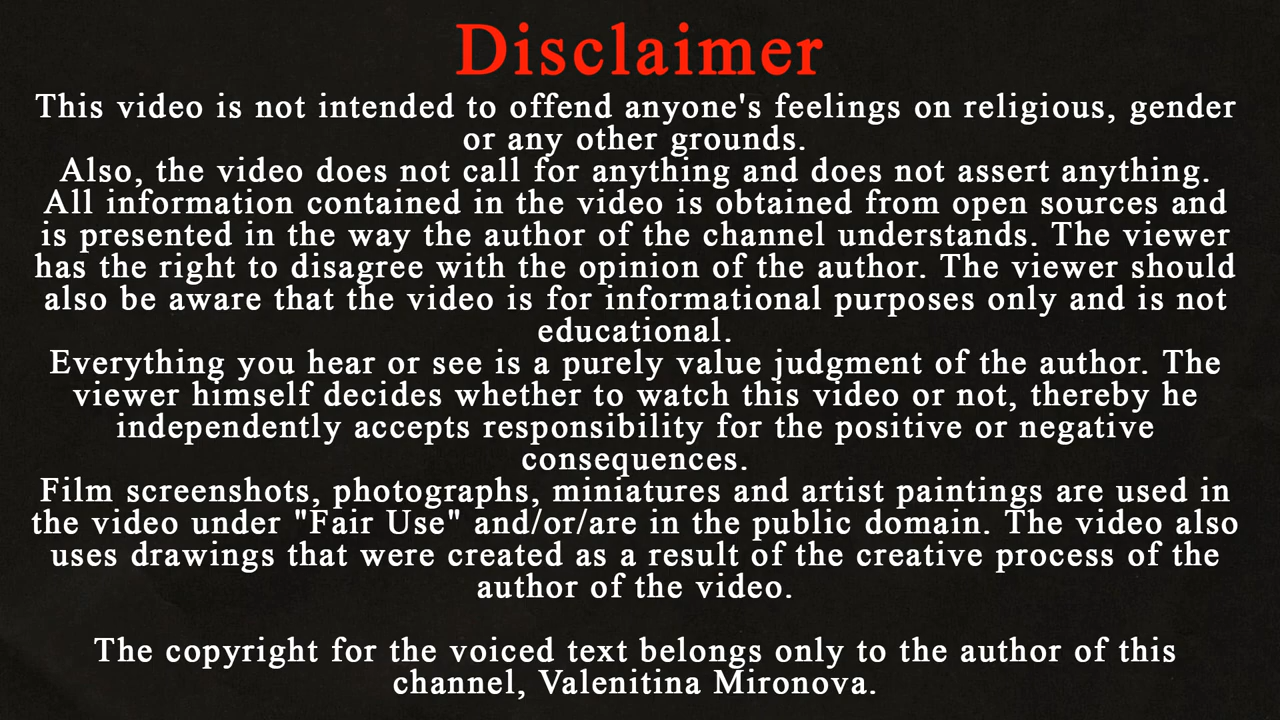 Disclaimer
This video is not intended to offend anyone's feelings on religious, gender
or any other grounds.
Also, the video does not call for anything and does not assert anything.
All information contained in the video is obtained from open sources and
is presented in the way the author of the channel understands. The viewer
has the right to disagree with the opinion of the author. The viewer should
also be aware that the video is for informational purposes only and is not
educational.
Everything you hear or see is a purely value judgment of the author. The
viewer himself decides whether to watch this video or not, thereby he
independently accepts responsibility for the positive or negative
consequences.
Film screenshots, photographs, miniatures and artist paintings are used in
the video under "Fair Use" and/or/are in the public domain. The video also
uses drawings that were created as a result of the creative process of the
author of the video.
The copyright for the voiced text belongs only to the author of this
channel, Valenitina Mironova.